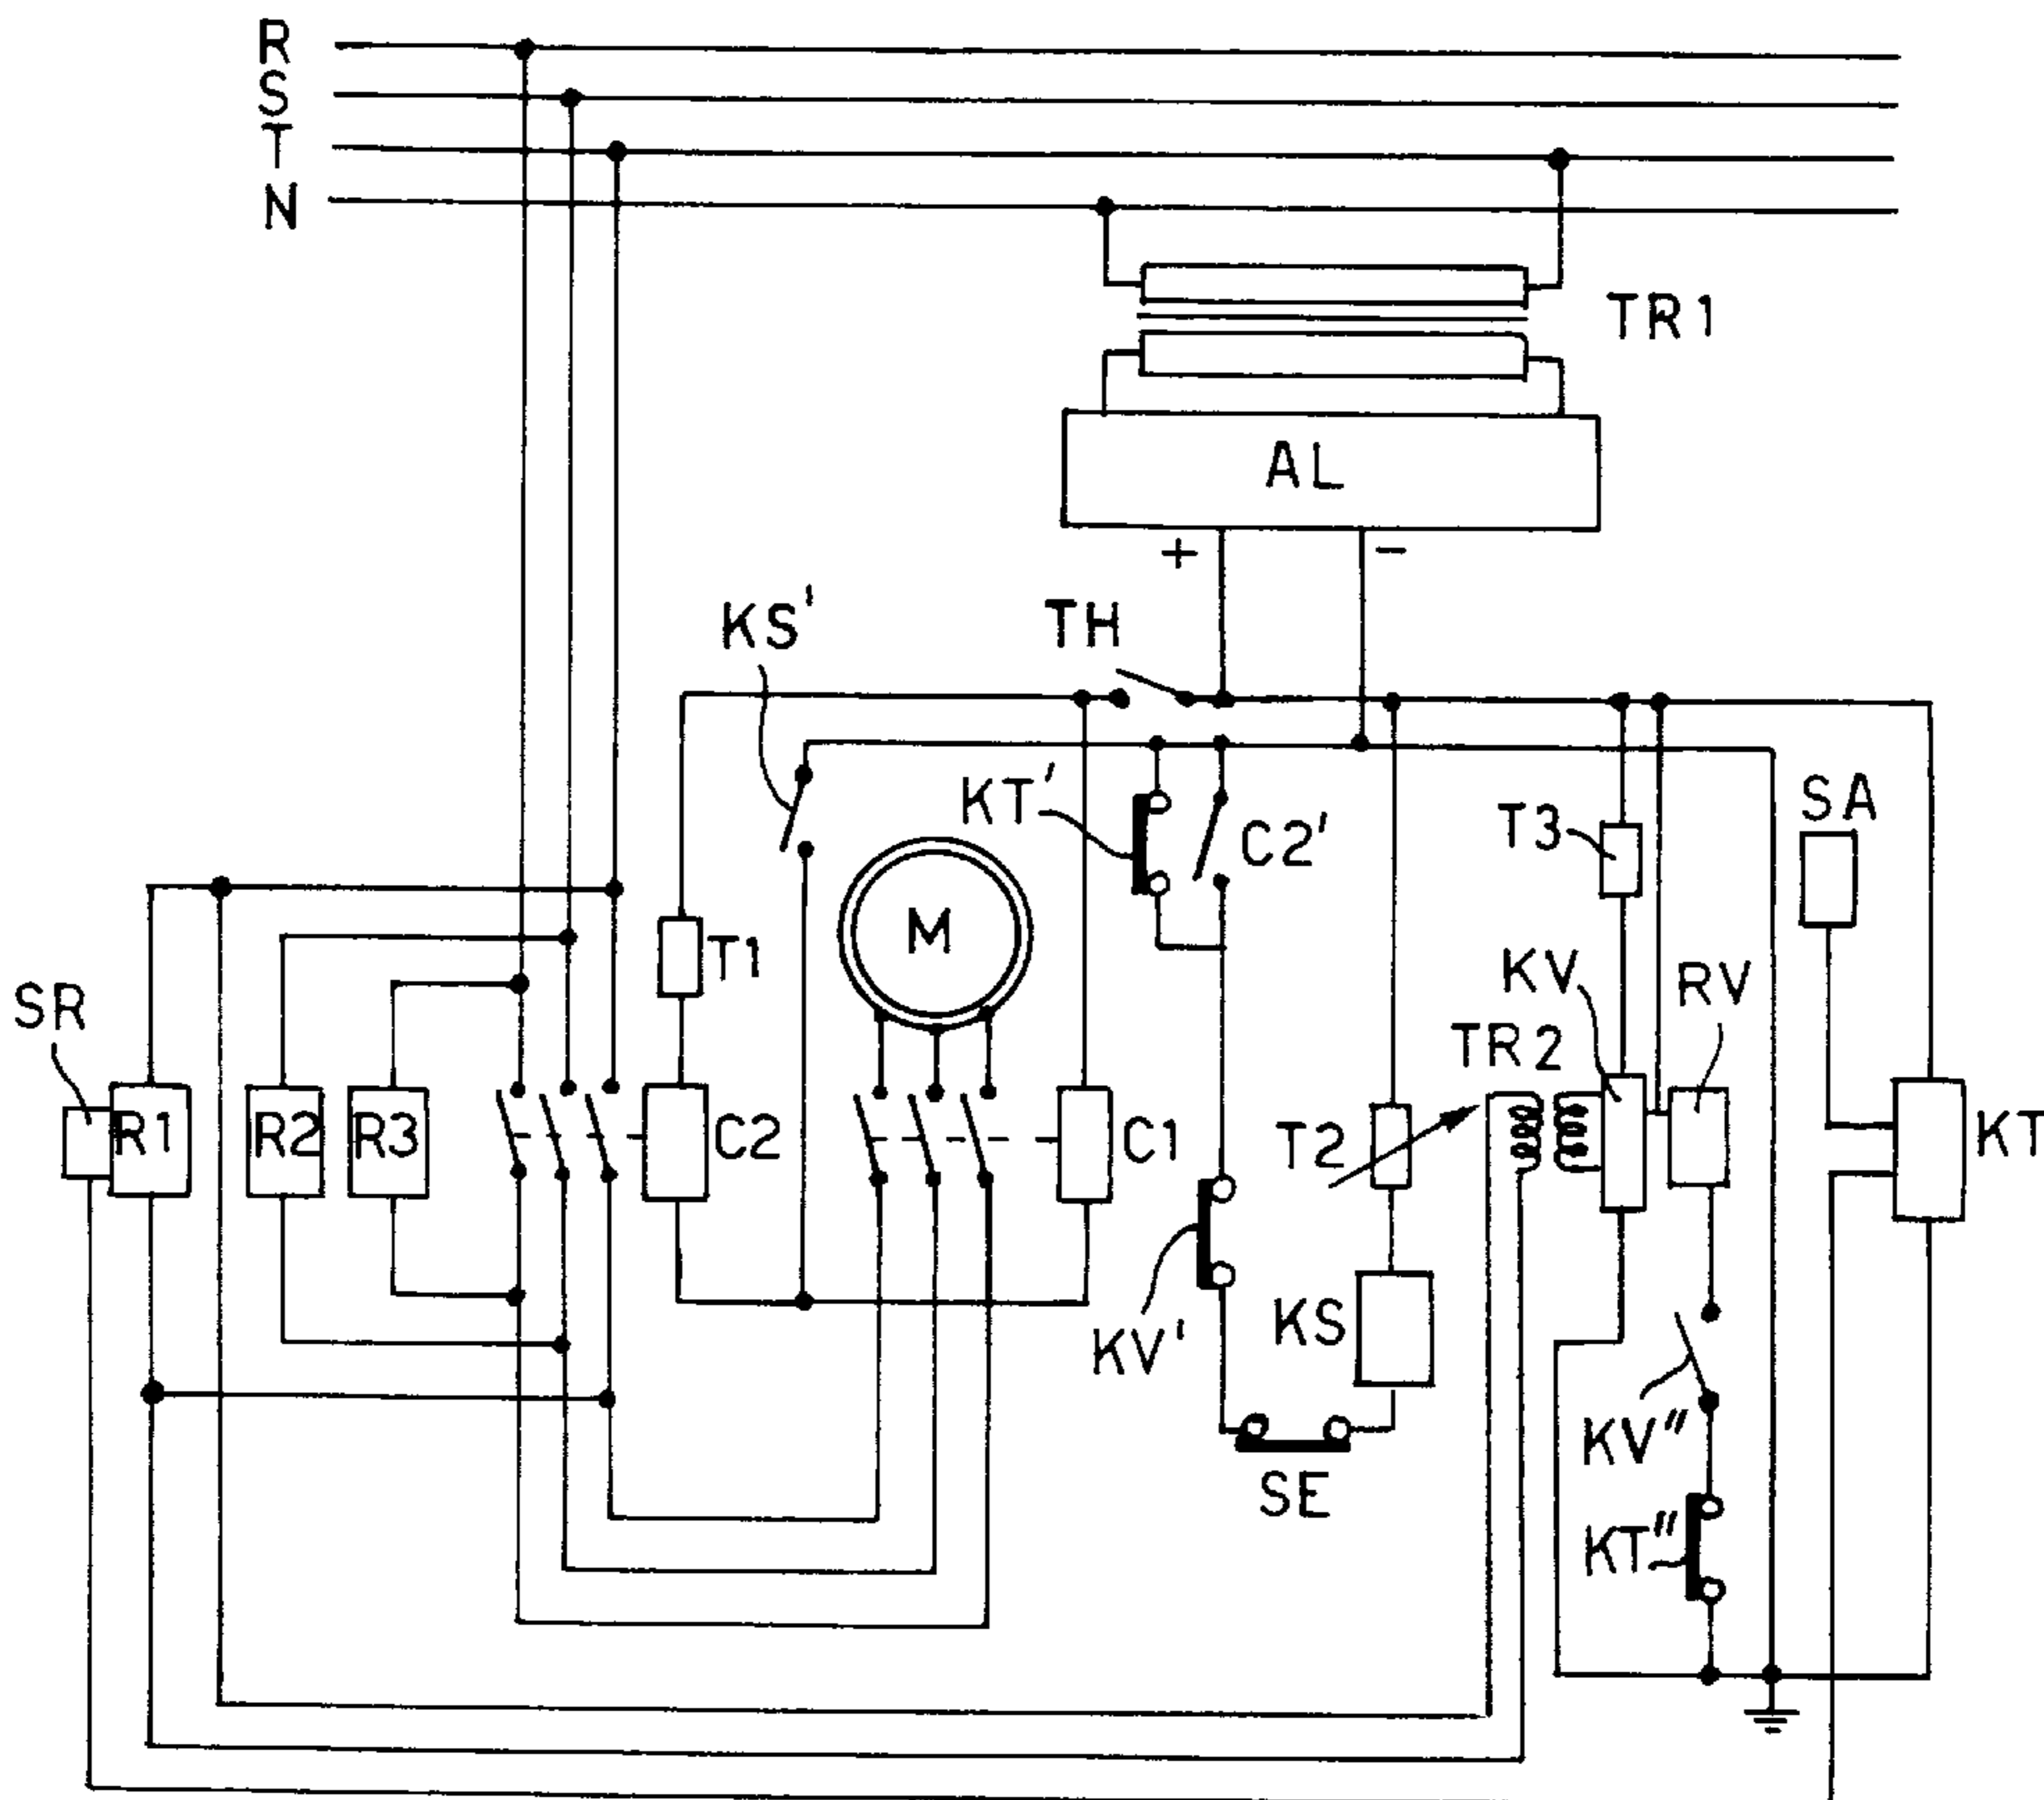 R
S
T
N
TR1
AL
+ −
KS' TH
KT' C2' T3 SA
M
T1 KV RV
SR TR2
R1 R2 R3 C2 C1 T2 KT
KV' KS
KV"
SE
KT"